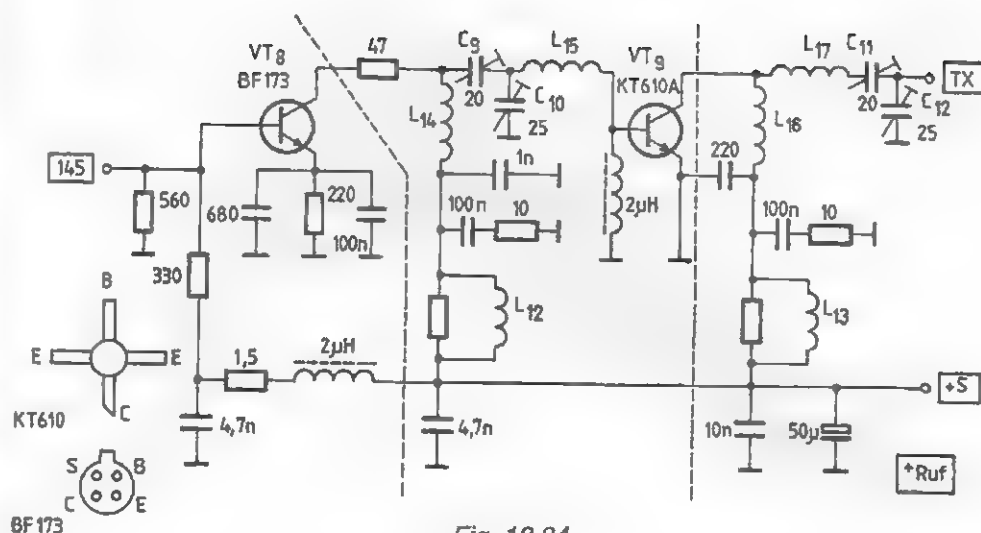 VT8
BF173
47
C9
20
C10
25
L15
VT9
KT610A
L17
C11
20
C12
25
TX
L14
L16
145
560
680
220
100n
1n
100n
10
2µH
220
100n
10
330
B
E
E
C
KT610
L12
L13
1,5
2µH
4,7n
4,7n
10n
50µ
+S
+Ruf
S
B
C
E
BF173